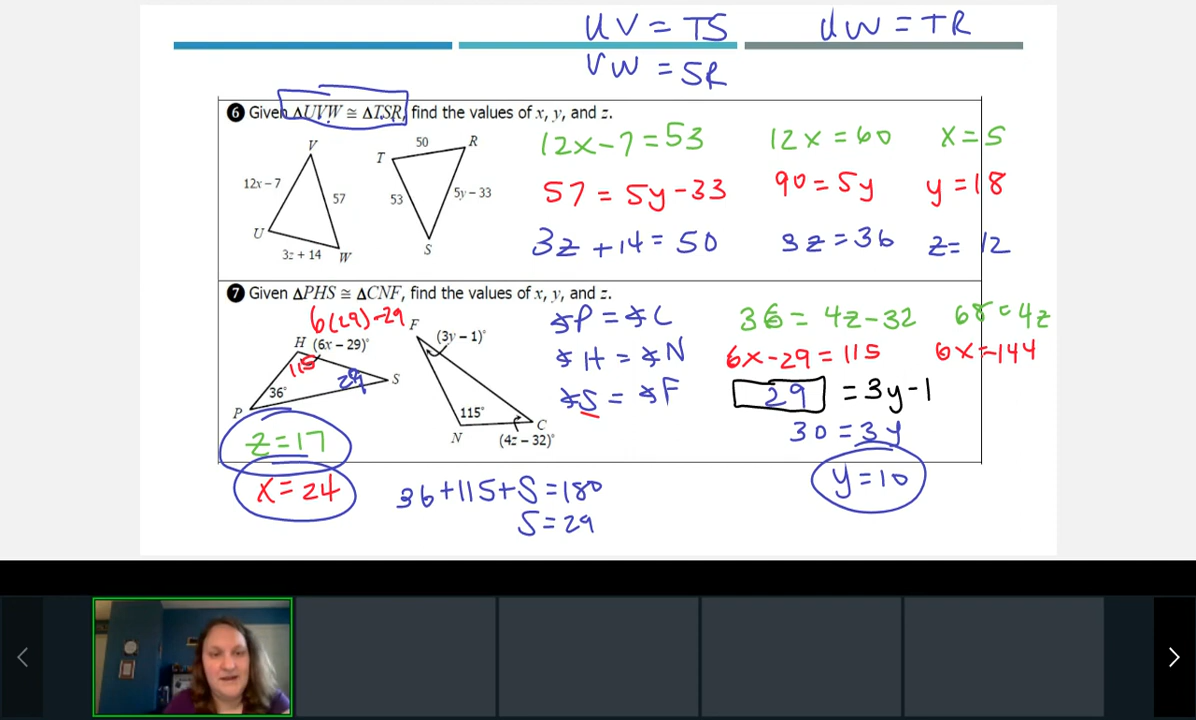 UV = TS UW = TR
VW = SR
6 Given ΔUVW ≅ ΔTSR, find the values of x, y, and z.
V 50 R 12x-7=53 12x=60 x=5
T
12x – 7 57 53 5y – 33 57 = 5y-33 90=5y y=18
U 3z+14=50 3z=36 z=12
3z + 14 W S
7 Given ΔPHS ≅ ΔCNF, find the values of x, y, and z.
6(29)-29 F ∡P = ∡C 36 = 4z-32 68=4z
H (6x – 29)° (3y – 1)°
115 ∡H = ∡N 6x-29=115 6x=144
29 S
36° ∡S = ∡F 29 = 3y-1
P 115° C
z=17 N (4z – 32)° 30=3y
x=24 36+115+S=180 y=10
S=29